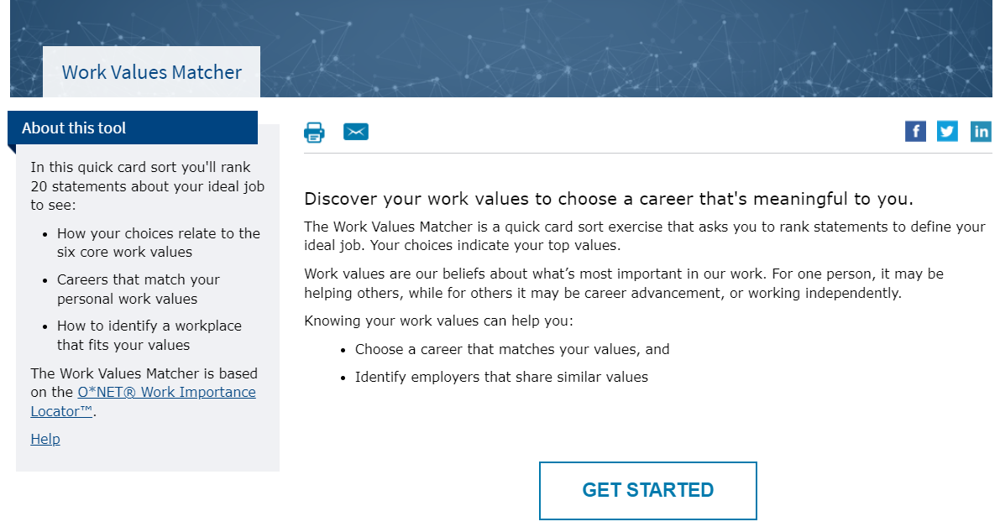 Work Values Matcher
About this tool
In this quick card sort you'll rank
20 statements about your ideal job
to see:
How your choices relate to the
six core work values
Careers that match your
personal work values
How to identify a workplace
that fits your values
The Work Values Matcher is based
on the O*NET® Work Importance
Locator™.
Help
f
in
Discover your work values to choose a career that's meaningful to you.
The Work Values Matcher is a quick card sort exercise that asks you to rank statements to define your
ideal job. Your choices indicate your top values.
Work values are our beliefs about what’s most important in our work. For one person, it may be
helping others, while for others it may be career advancement, or working independently.
Knowing your work values can help you:
Choose a career that matches your values, and
Identify employers that share similar values
GET STARTED